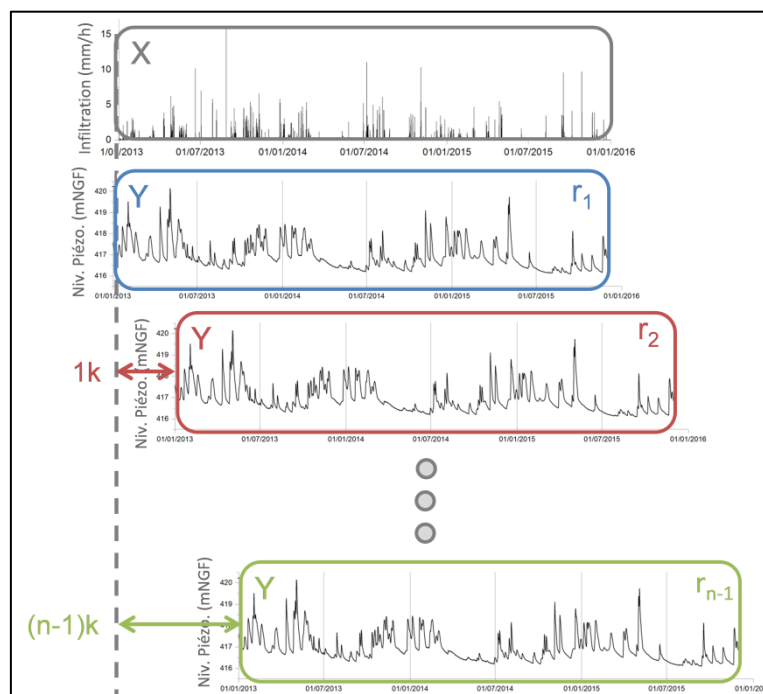 X
Infiltration (mm/h)
15
10
5
0
1/01/2013 01/07/2013 01/01/2014 01/07/2014 01/01/2015 01/07/2015 01/01/2016
Y
r1
Niv. Piézo. (mNGF)
420
419
418
417
416
01/01/2013 01/07/2013 01/01/2014 01/07/2014 01/01/2015 01/07/2015 01/01/2016
1k
Y
r2
Niv. Piézo. (mNGF)
420
419
418
417
416
01/01/2013 01/07/2013 01/01/2014 01/07/2014 01/01/2015 01/07/2015 01/01/2016
(n-1)k
Y
rn-1
Niv. Piézo. (mNGF)
420
419
418
417
416
01/01/2013 01/07/2013 01/01/2014 01/07/2014 01/01/2015 01/07/2015 01/01/20